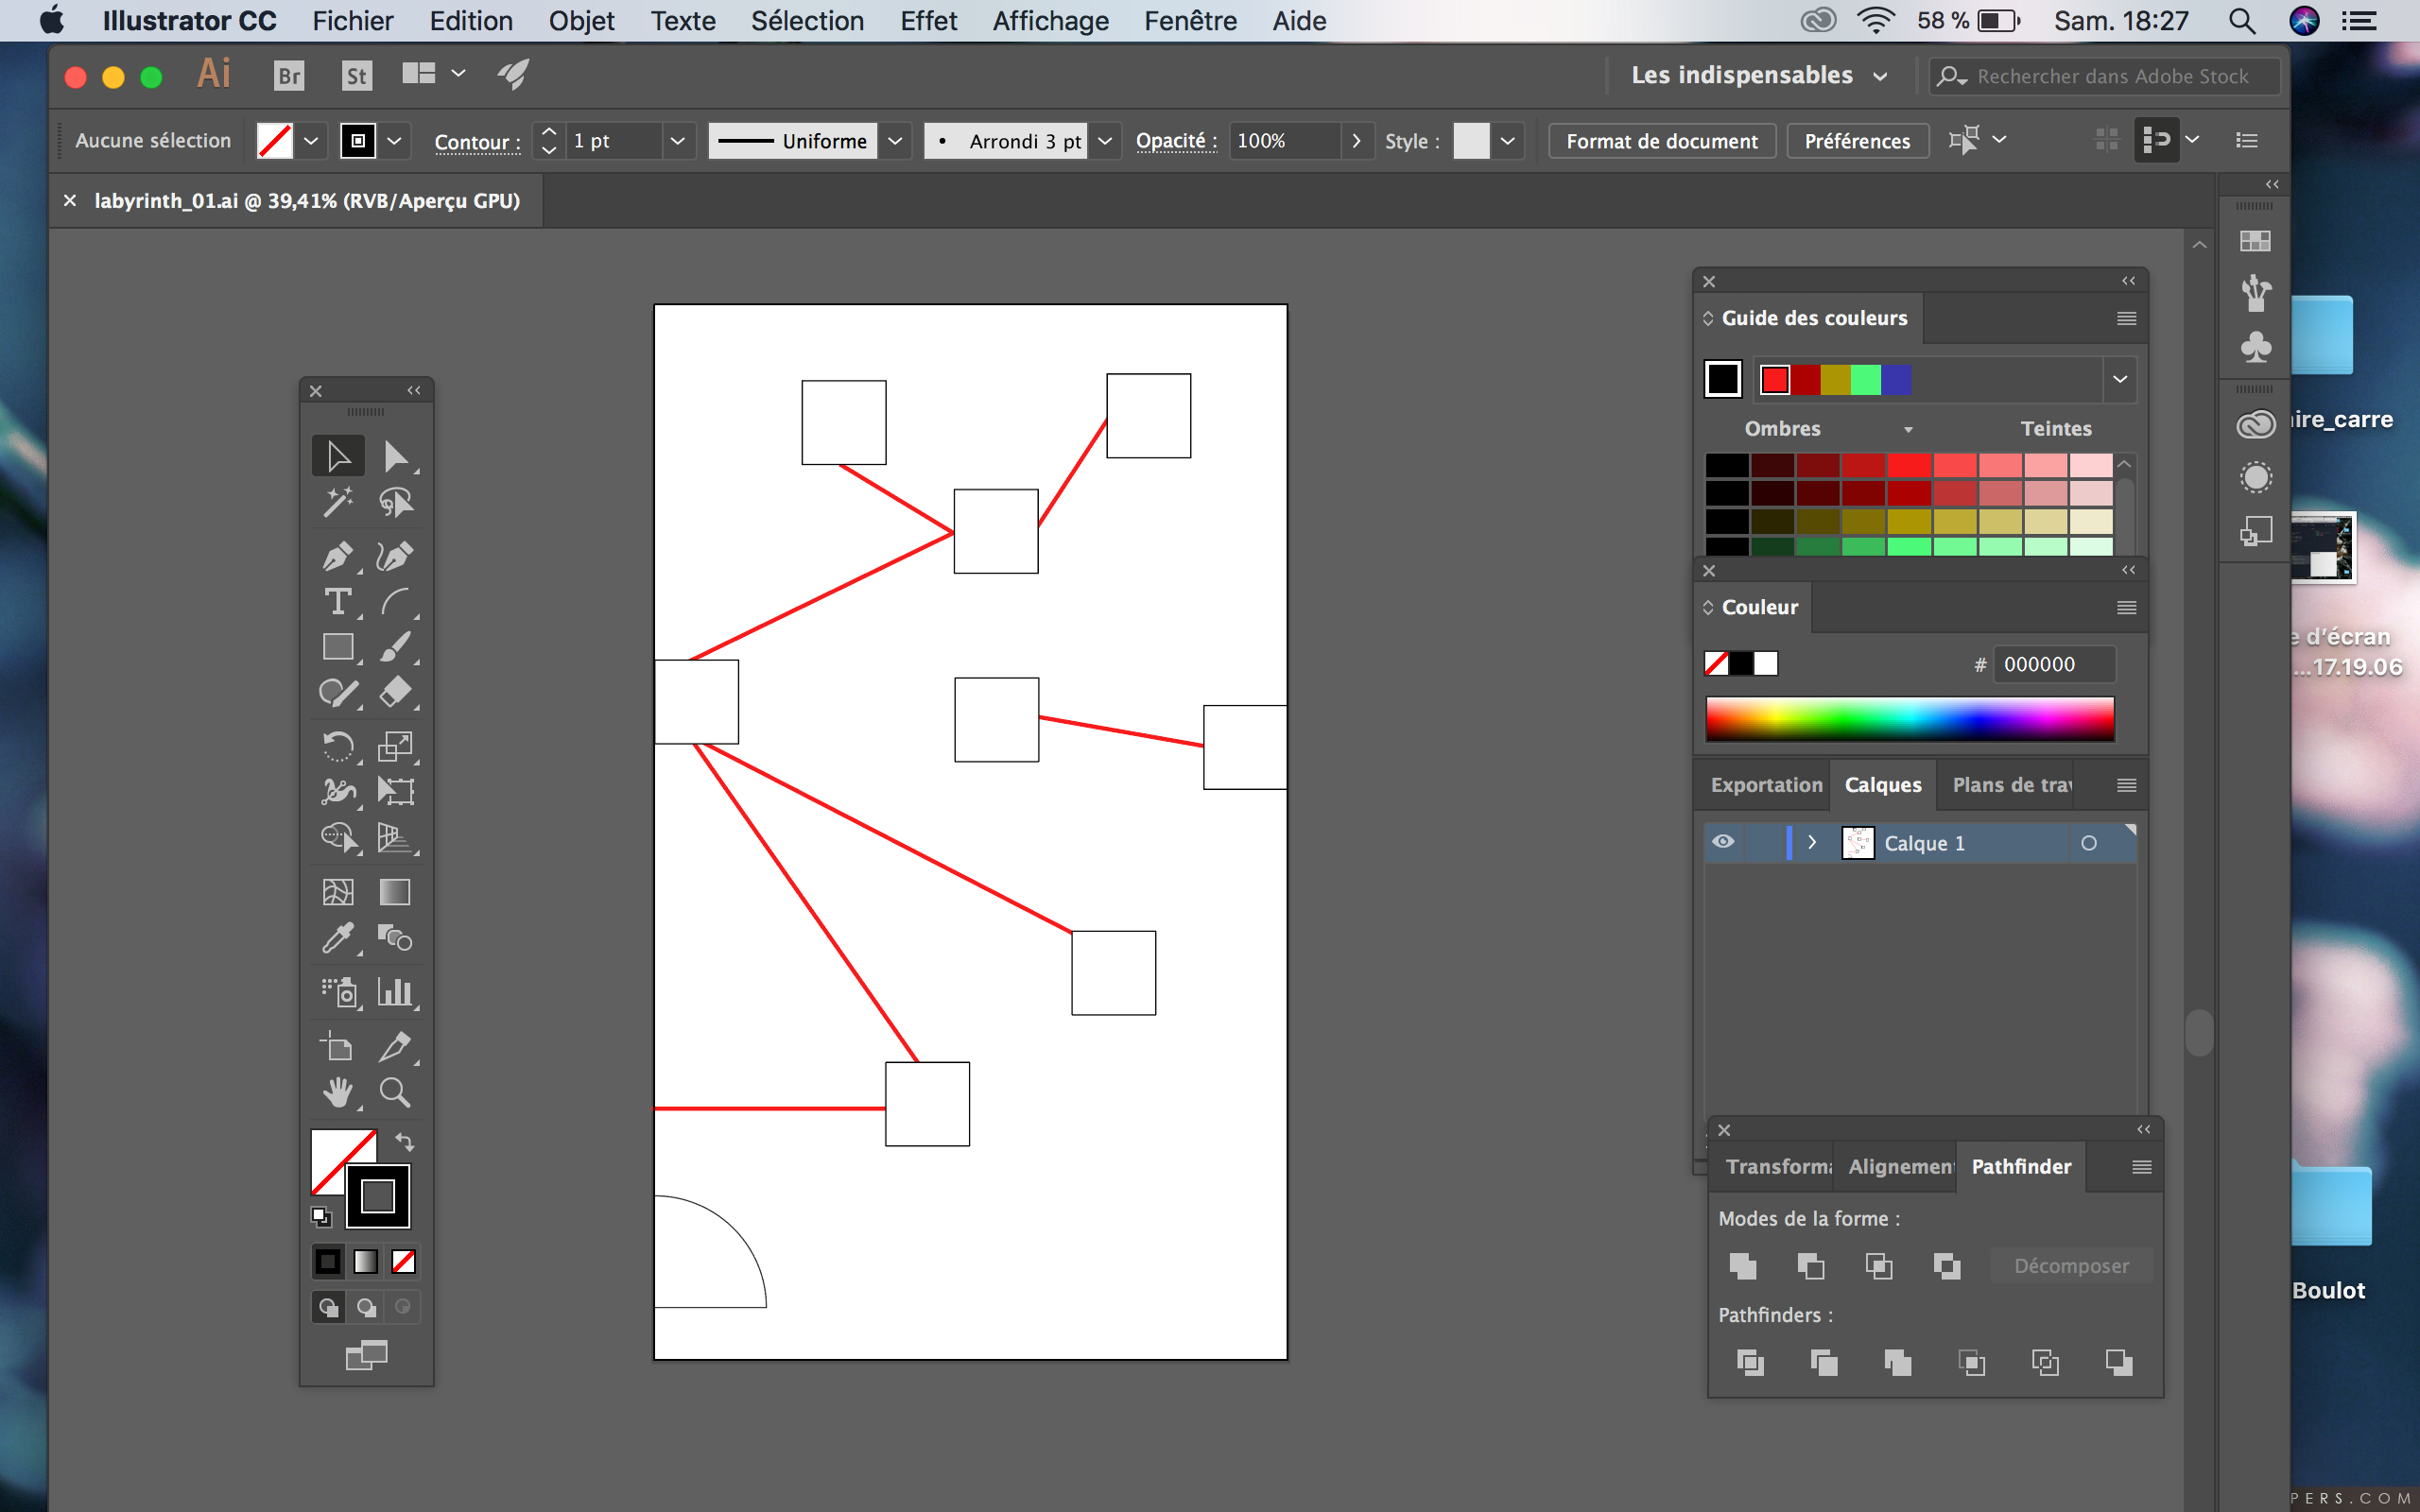 Illustrator CC Fichier Edition Objet Texte Sélection Effet Affichage Fenêtre Aide 58 % Sam. 18:27
Ai Br St Les indispensables Rechercher dans Adobe Stock
Aucune sélection Contour : 1 pt Uniforme Arrondi 3 pt Opacité : 100% Style : Format de document Préférences
labyrinth_01.ai @ 39,41% (RVB/Aperçu GPU)
Guide des couleurs
Ombres Teintes
Couleur
# 000000
Exportation Calques Plans de trav
Calque 1
Transforma Alignemen Pathfinder
Modes de la forme :
Décomposer
Pathfinders :
ire_carre
e d'écran
...17.19.06
Boulot
PERS.COM